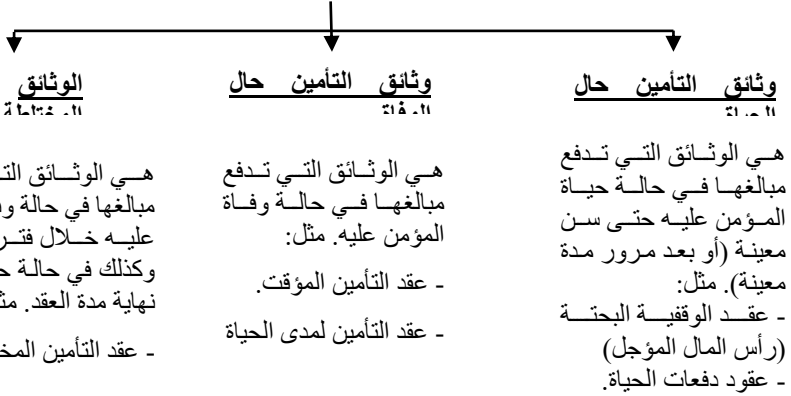 وثائق التأمين حال
الحياة
هي الوثائق التي تدفع
مبالغها في حالة حياة
المؤمن عليه حتى سن
معينة (أو بعد مرور مدة
معينة). مثل:
- عقد الوقفية البحتة
(رأس المال المؤجل)
- عقود دفعات الحياة.
وثائق التأمين حال
الوفاة
هي الوثائق التي تدفع
مبالغها في حالة وفاة
المؤمن عليه. مثل:
- عقد التأمين المؤقت.
- عقد التأمين لمدى الحياة
الوثائق
المختلطة
هي الوثائق
مبالغها في حالة
عليه خلال
وكذلك في حالة
نهاية مدة العقد.
- عقد التأمين